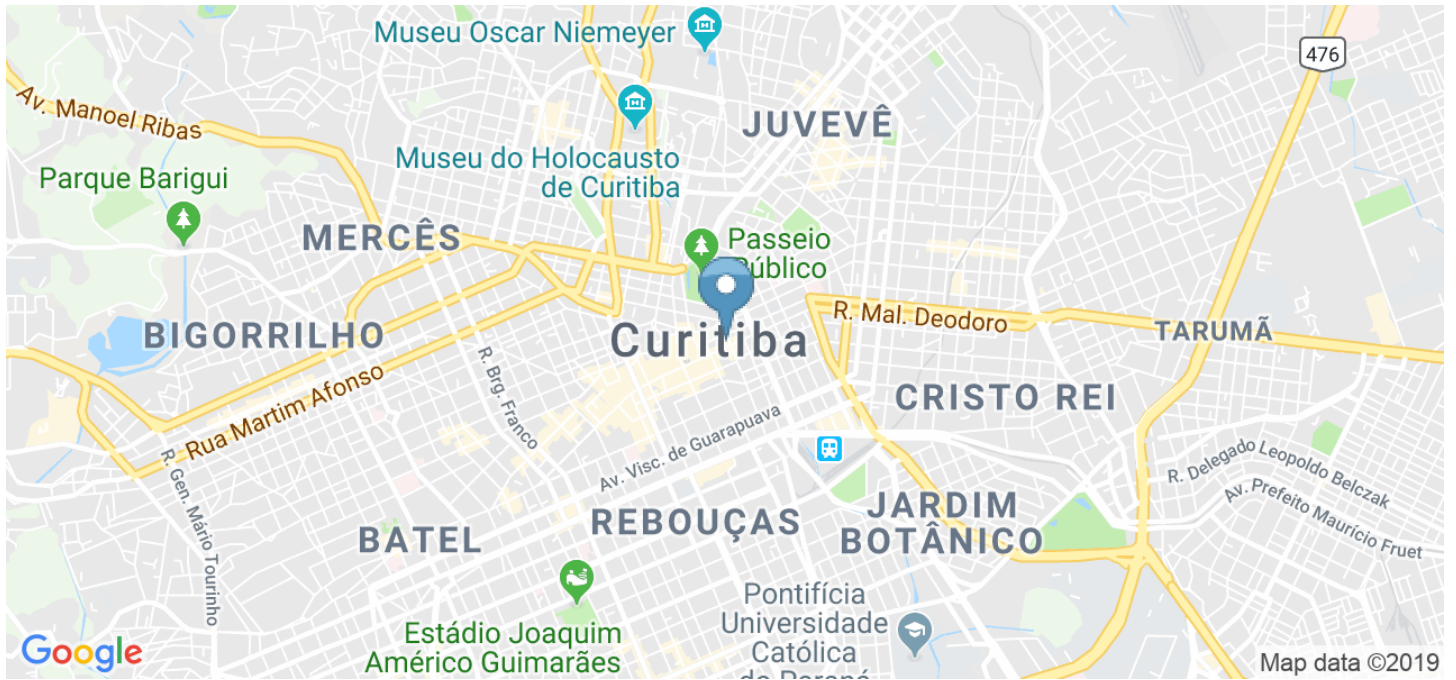 Museu Oscar Niemeyer
476
Av. Manoel Ribas
JUVEVÊ
Museu do Holocausto
de Curitiba
Parque Barigui
MERCÊS
Passeio
Público
R. Mal. Deodoro
BIGORRILHO
Curitiba
TARUMÃ
R. Brg. Franco
Rua Martim Afonso
CRISTO REI
Av. Visc. de Guarapuava
R. Gen. Mário Tourinho
R. Delegado Leopoldo Belczak
Av. Prefeito Maurício Fruet
JARDIM
BOTÂNICO
REBOUÇAS
BATEL
Pontifícia
Universidade
Católica
do Paraná
Estádio Joaquim
Américo Guimarães
Google
Map data ©2019